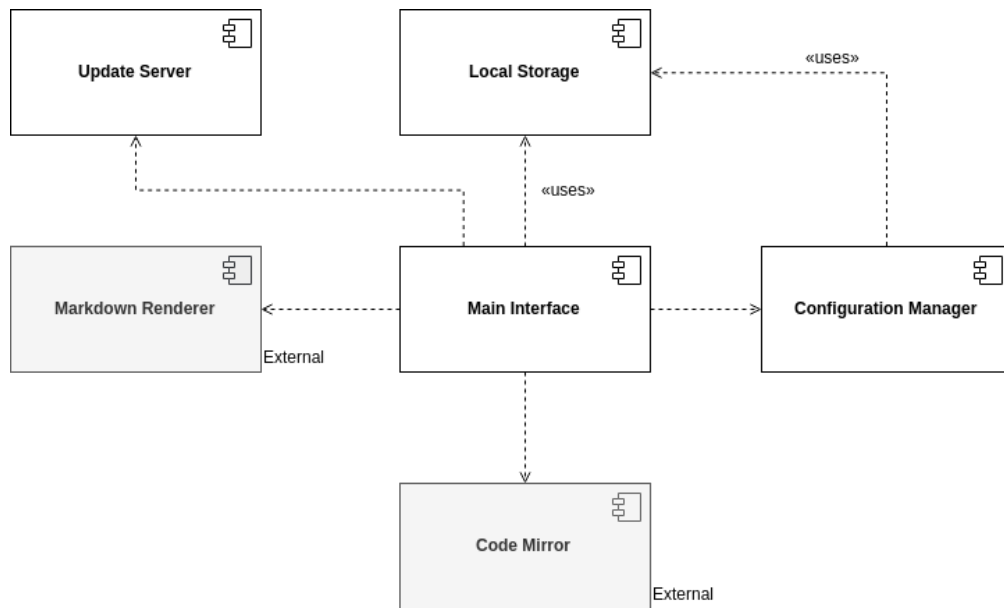 Update Server
Local Storage
«uses»
«uses»
Markdown Renderer
External
Main Interface
Configuration Manager
Code Mirror
External